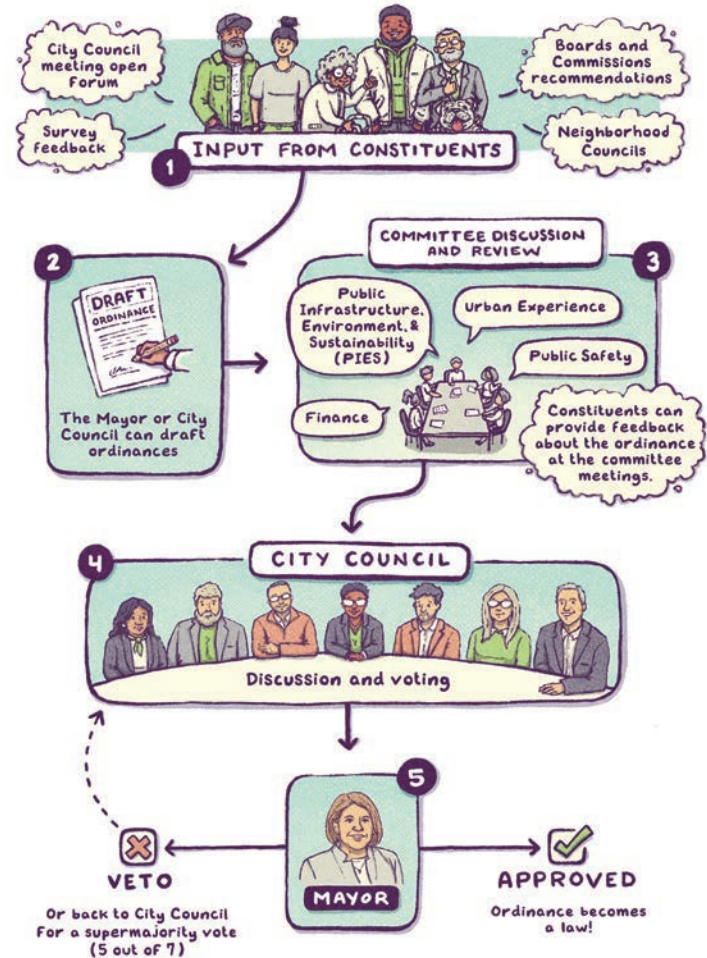 City Council
meeting open
Forum
Survey
feedback
Boards and
Commissions
recommendations
Neighborhood
Councils
1
INPUT FROM CONSTITUENTS
2
DRAFT
ORDINANCE
The Mayor or City
Council can draft
ordinances
COMMITTEE DISCUSSION
AND REVIEW
3
Public
Infrastructure,
Environment, &
Sustainability
(PIES)
Urban Experience
Public Safety
Finance
Constituents can
provide feedback
about the ordinance
at the committee
meetings.
4
CITY COUNCIL
Discussion and voting
5
MAYOR
VETO
Or back to City Council
For a supermajority vote
(5 out of 7)
APPROVED
Ordinance becomes
a law!